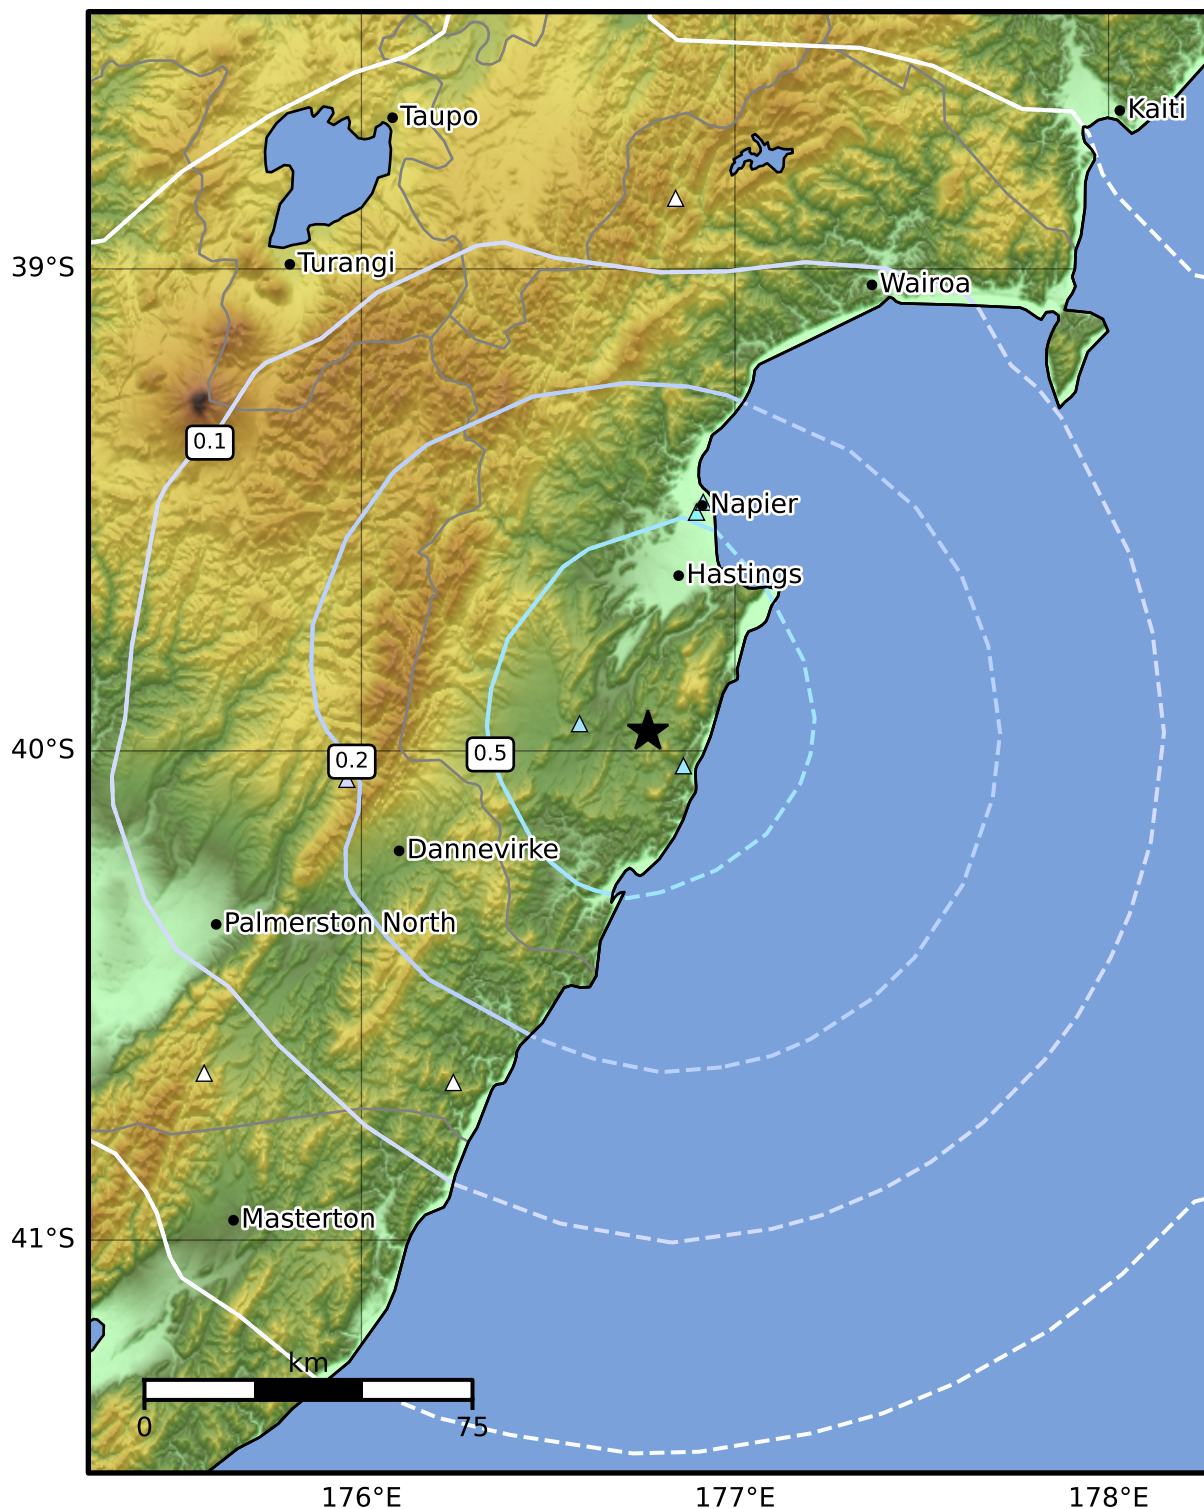 Kaiti
Taupo
39°S
Turangi
Wairoa
0.1
Napier
Hastings
40°S
0.2
0.5
Dannevirke
Palmerston North
41°S
Masterton
km
0
75
176°E
177°E
178°E